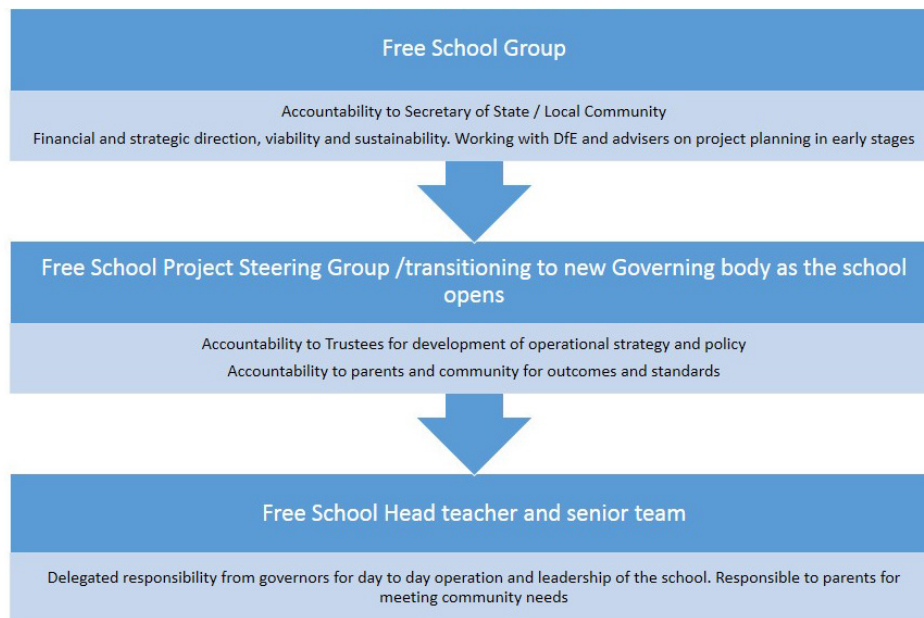 Free School Group
Accountability to Secretary of State / Local Community
Financial and strategic direction, viability and sustainability. Working with DfE and advisers on project planning in early stages
Free School Project Steering Group /transitioning to new Governing body as the school
opens
Accountability to Trustees for development of operational strategy and policy
Accountability to parents and community for outcomes and standards
Free School Head teacher and senior team
Delegated responsibility from governors for day to day operation and leadership of the school. Responsible to parents for
meeting community needs